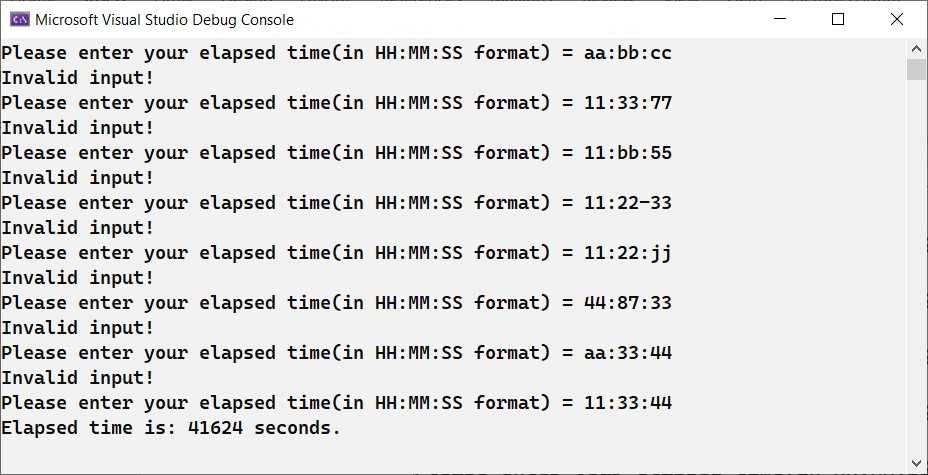 Microsoft Visual Studio Debug Console
Please enter your elapsed time(in HH:MM:SS format) = aa:bb:cc
Invalid input!
Please enter your elapsed time(in HH:MM:SS format) = 11:33:77
Invalid input!
Please enter your elapsed time(in HH:MM:SS format) = 11:bb:55
Invalid input!
Please enter your elapsed time(in HH:MM:SS format) = 11:22-33
Invalid input!
Please enter your elapsed time(in HH:MM:SS format) = 11:22:jj
Invalid input!
Please enter your elapsed time(in HH:MM:SS format) = 44:87:33
Invalid input!
Please enter your elapsed time(in HH:MM:SS format) = aa:33:44
Invalid input!
Please enter your elapsed time(in HH:MM:SS format) = 11:33:44
Elapsed time is: 41624 seconds.